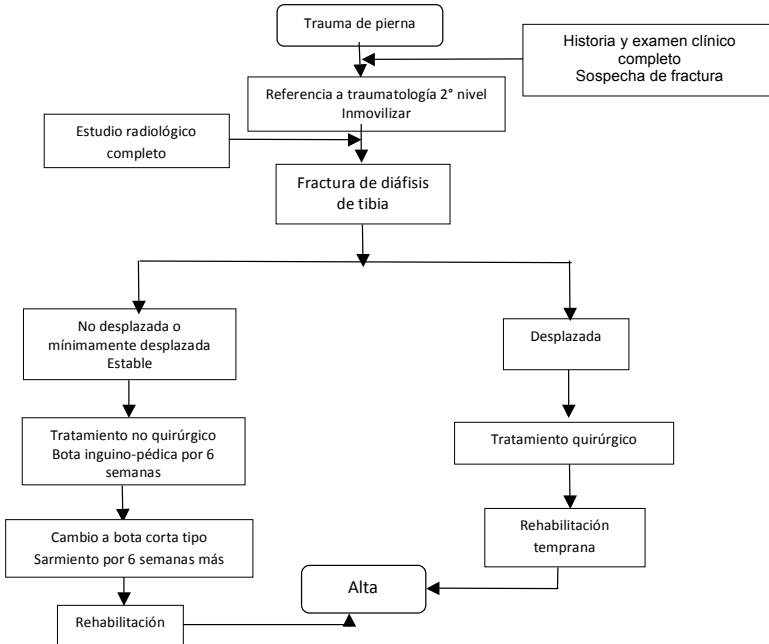 Trauma de pierna
Historia y examen clínico
completo
Sospecha de fractura
Referencia a traumatología 2° nivel
Inmovilizar
Estudio radiológico
completo
Fractura de diáfisis
de tibia
No desplazada o
mínimamente desplazada
Estable
Desplazada
Tratamiento no quirúrgico
Bota inguino-pédica por 6
semanas
Tratamiento quirúrgico
Cambio a bota corta tipo
Sarmiento por 6 semanas más
Rehabilitación
temprana
Alta
Rehabilitación